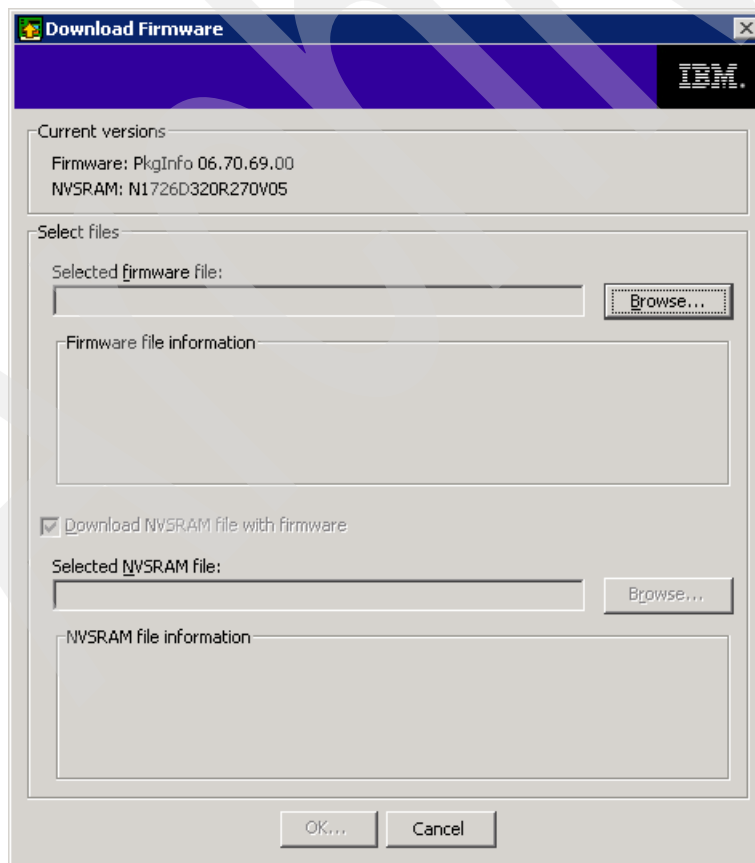 Download Firmware
IBM.
Current versions
Firmware: PkgInfo 06.70.69.00
NVSRAM: N1726D320R270V05
Select files
Selected firmware file:
Browse...
Firmware file information
Download NVSRAM file with firmware
Selected NVSRAM file:
Browse...
NVSRAM file information
OK...
Cancel